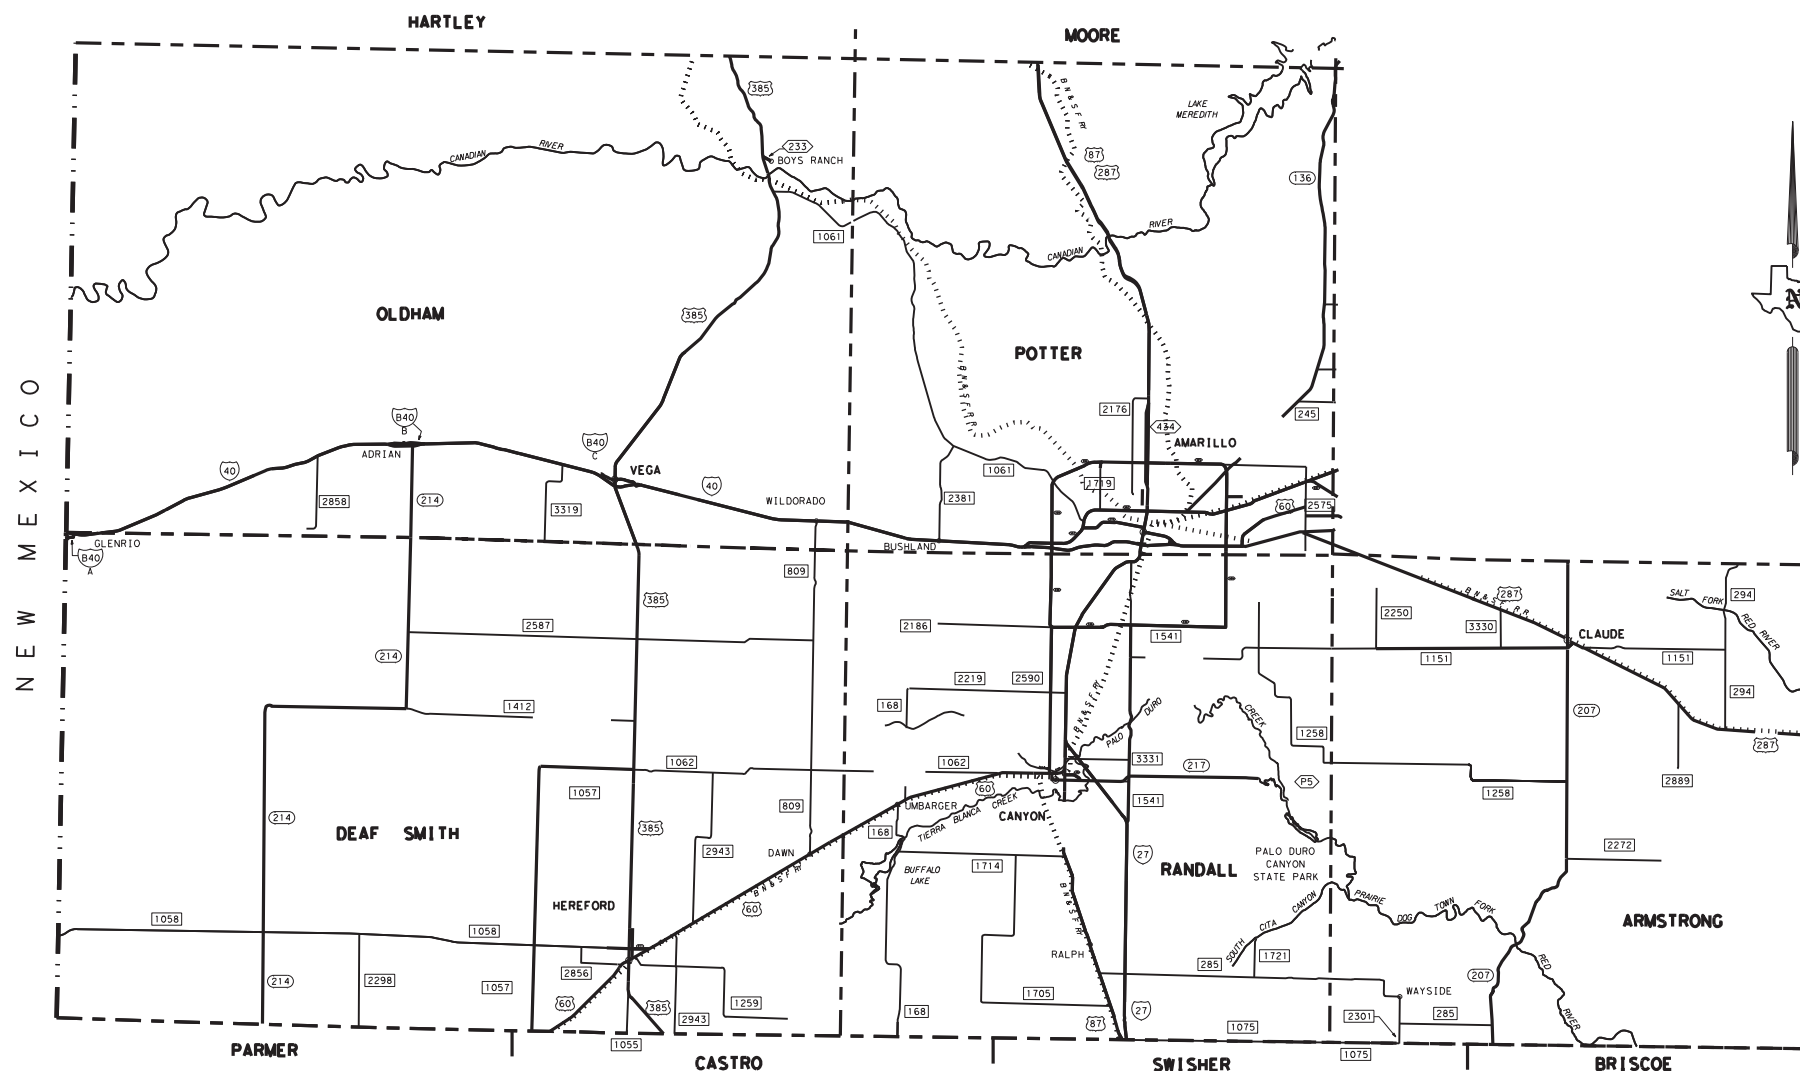 HARTLEY
MOORE
385
B N & S F RY
LAKE
MEREDITH
233
BOYS RANCH
CANADIAN
RIVER
87
287
136
1061
CANADIAN
RIVER
OLDHAM
385
POTTER
N
NEW MEXICO
B N & S F R R
B40
B
ADRIAN
B40
C
VEGA
40
40
2858
214
3319
WILDORADO
2381
1061
2176
434
AMARILLO
245
1719
60
2575
GLENRIO
B40
A
BUSHLAND
809
385
2587
2186
1541
2250
B N & S F R R
287
3330
CLAUDE
SALT FORK
294
RED RIVER
214
1151
1151
2219
2590
168
1412
B N & S F RY
PALO DURO
CREEK
294
207
1258
287
1062
1062
3331
217
P5
2889
1057
809
60
1541
1258
214
DEAF SMITH
385
UMBARGER
TIERRA BLANCA CREEK
CANYON
168
2943
DAWN
B N & S F RY
BUFFALO
LAKE
1714
27
RANDALL
PALO DURO
CANYON
STATE PARK
2272
HEREFORD
60
B N & S F RY
SOUTH CITA CANYON
PRAIRIE DOG TOWN FORK
RED
RIVER
ARMSTRONG
1058
1058
RALPH
285
1721
214
2298
1057
2856
60
385
1259
2943
168
1705
27
87
207
WAYSIDE
2301
285
1075
1055
1075
PARMER
CASTRO
SWISHER
BRISCOE